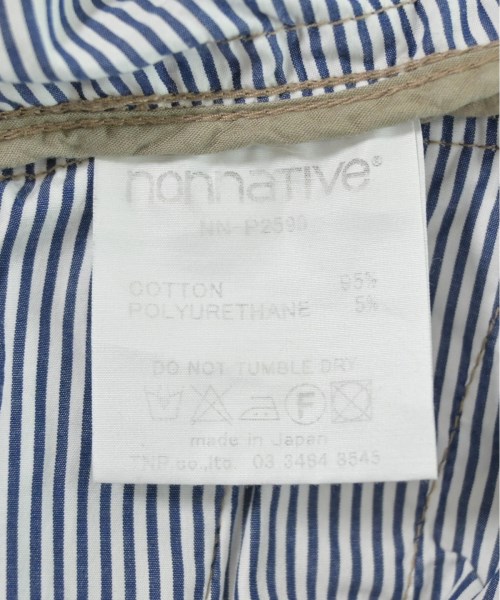 nonnative®
NN-P2590
COTTON 95%
POLYURETHANE 5%
DO NOT TUMBLE DRY
F
made in Japan
TNP.co.,ltd. 03 3464 8545